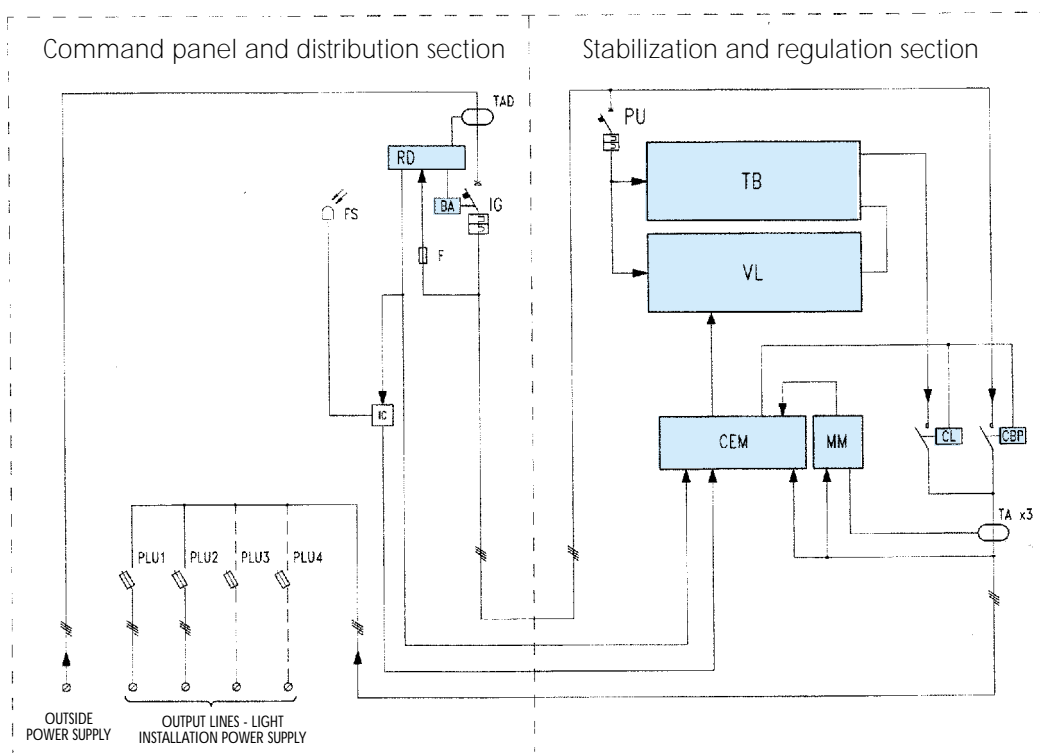 Command panel and distribution section
Stabilization and regulation section
TAD
PU
RD
TB
BA
IG
FS
F
VL
IC
CEM
MM
CL
CBP
TA x3
PLU1
PLU2
PLU3
PLU4
OUTSIDE
POWER SUPPLY
OUTPUT LINES - LIGHT
INSTALLATION POWER SUPPLY